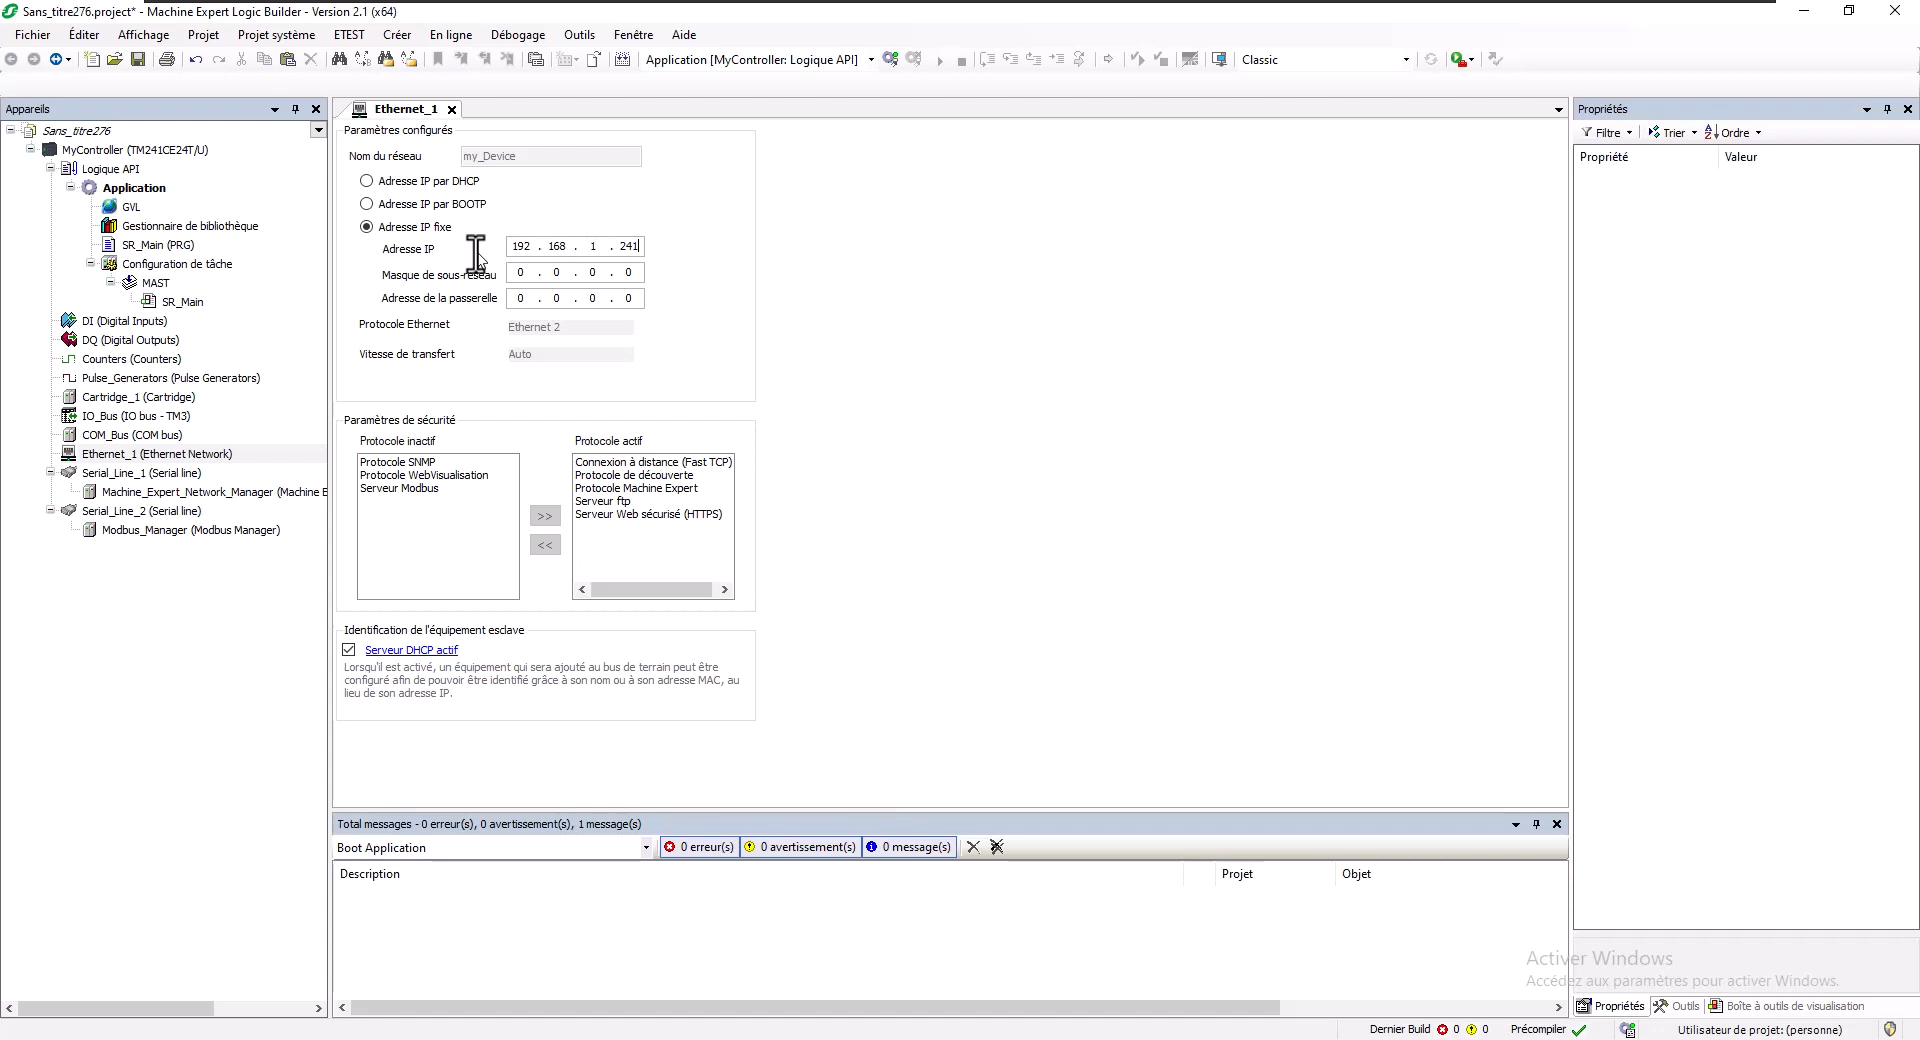 Sans_titre276.project* - Machine Expert Logic Builder - Version 2.1 (x64)
Fichier Éditer Affichage Projet Projet système ETEST Créer En ligne Débogage Outils Fenêtre Aide
Application [MyController: Logique API] Classic
Appareils
Sans_titre276
MyController (TM241CE24T/U)
Logique API
Application
GVL
Gestionnaire de bibliothèque
SR_Main (PRG)
Configuration de tâche
MAST
SR_Main
DI (Digital Inputs)
DQ (Digital Outputs)
Counters (Counters)
Pulse_Generators (Pulse Generators)
Cartridge_1 (Cartridge)
IO_Bus (IO bus - TM3)
COM_Bus (COM bus)
Ethernet_1 (Ethernet Network)
Serial_Line_1 (Serial line)
Machine_Expert_Network_Manager (Machine E
Serial_Line_2 (Serial line)
Modbus_Manager (Modbus Manager)
Ethernet_1
Paramètres configurés
Nom du réseau my_Device
Adresse IP par DHCP
Adresse IP par BOOTP
Adresse IP fixe
Adresse IP 192 . 168 . 1 . 241
Masque de sous-réseau 0 . 0 . 0 . 0
Adresse de la passerelle 0 . 0 . 0 . 0
Protocole Ethernet Ethernet 2
Vitesse de transfert Auto
Paramètres de sécurité
Protocole inactif Protocole actif
Protocole SNMP
Protocole WebVisualisation
Serveur Modbus
>>
<<
Connexion à distance (Fast TCP)
Protocole de découverte
Protocole Machine Expert
Serveur ftp
Serveur Web sécurisé (HTTPS)
Identification de l'équipement esclave
Serveur DHCP actif
Lorsqu'il est activé, un équipement qui sera ajouté au bus de terrain peut être
configuré afin de pouvoir être identifié grâce à son nom ou à son adresse MAC, au
lieu de son adresse IP.
Total messages - 0 erreur(s), 0 avertissement(s), 1 message(s)
Boot Application 0 erreur(s) 0 avertissement(s) 0 message(s)
Description Projet Objet
Propriétés
Filtre Trier Ordre
Propriété Valeur
Activer Windows
Accédez aux paramètres pour activer Windows.
Propriétés Outils Boîte à outils de visualisation
Dernier Build 0 0 Précompiler Utilisateur de projet: (personne)